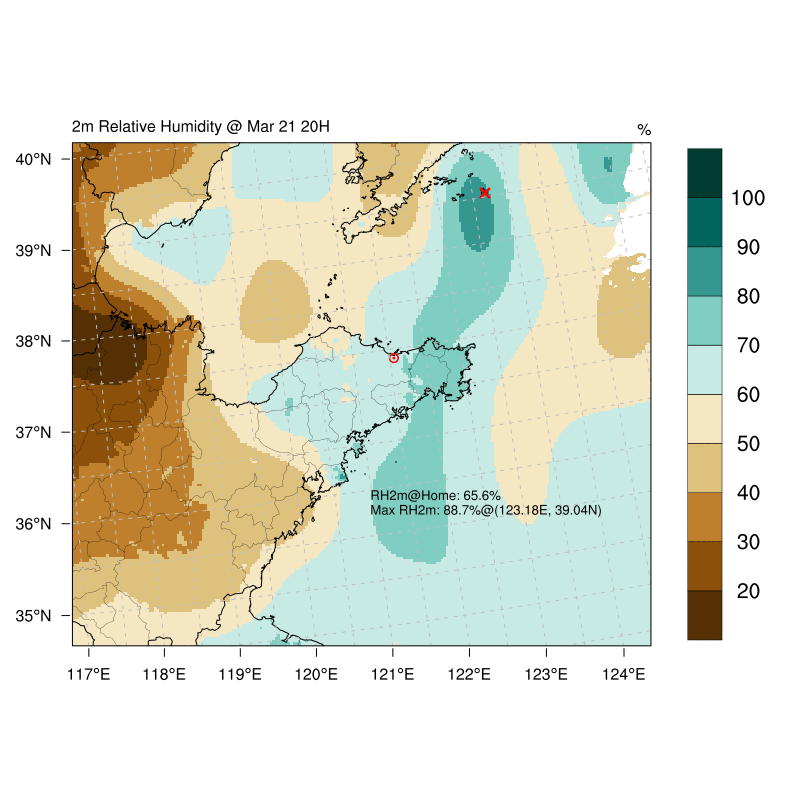 2m Relative Humidity @ Mar 21 20H
%
40°N
39°N
38°N
37°N
36°N
35°N
117°E
118°E
119°E
120°E
121°E
122°E
123°E
124°E
100
90
80
70
60
50
40
30
20
RH2m@Home: 65.6%
Max RH2m: 88.7%@(123.18E, 39.04N)